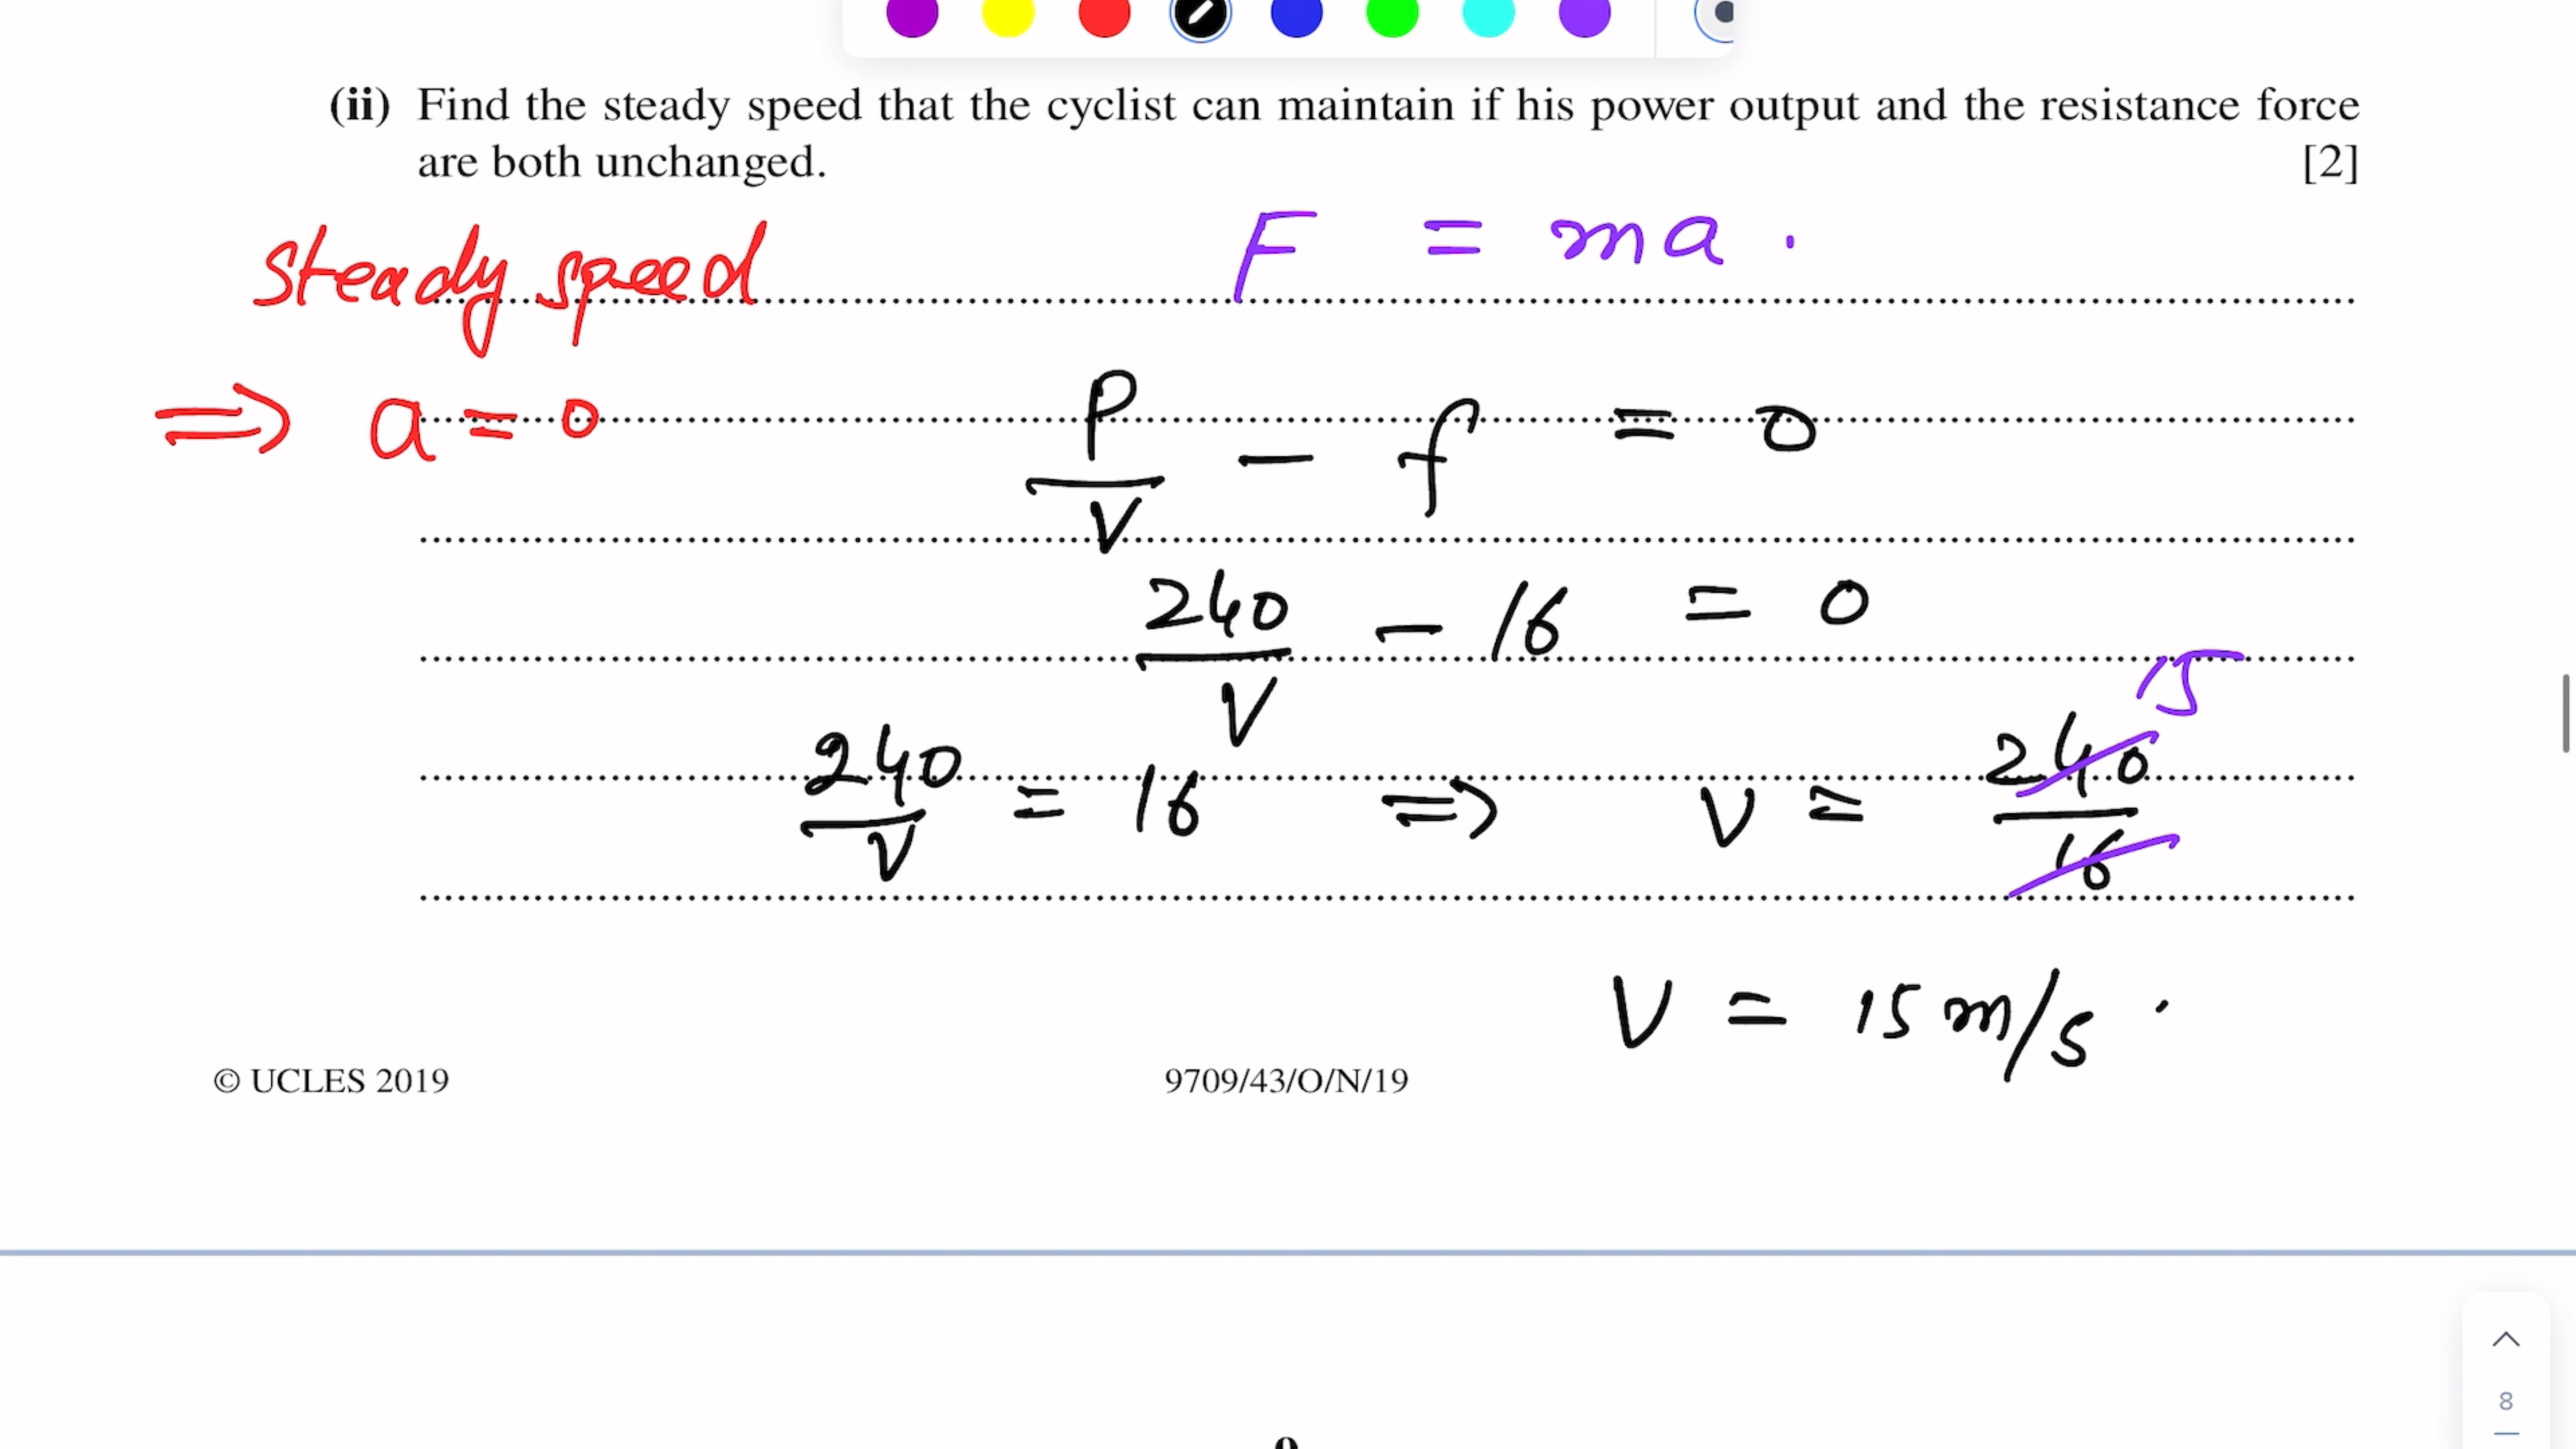 (ii) Find the steady speed that the cyclist can maintain if his power output and the resistance force
are both unchanged. [2]
steady speed
F = ma .
⇒ a = 0
P/V - f = 0
240/V - 16 = 0
15
240/V = 16 ⇒ V = 240/16
V = 15 m/s .
© UCLES 2019 9709/43/O/N/19
8